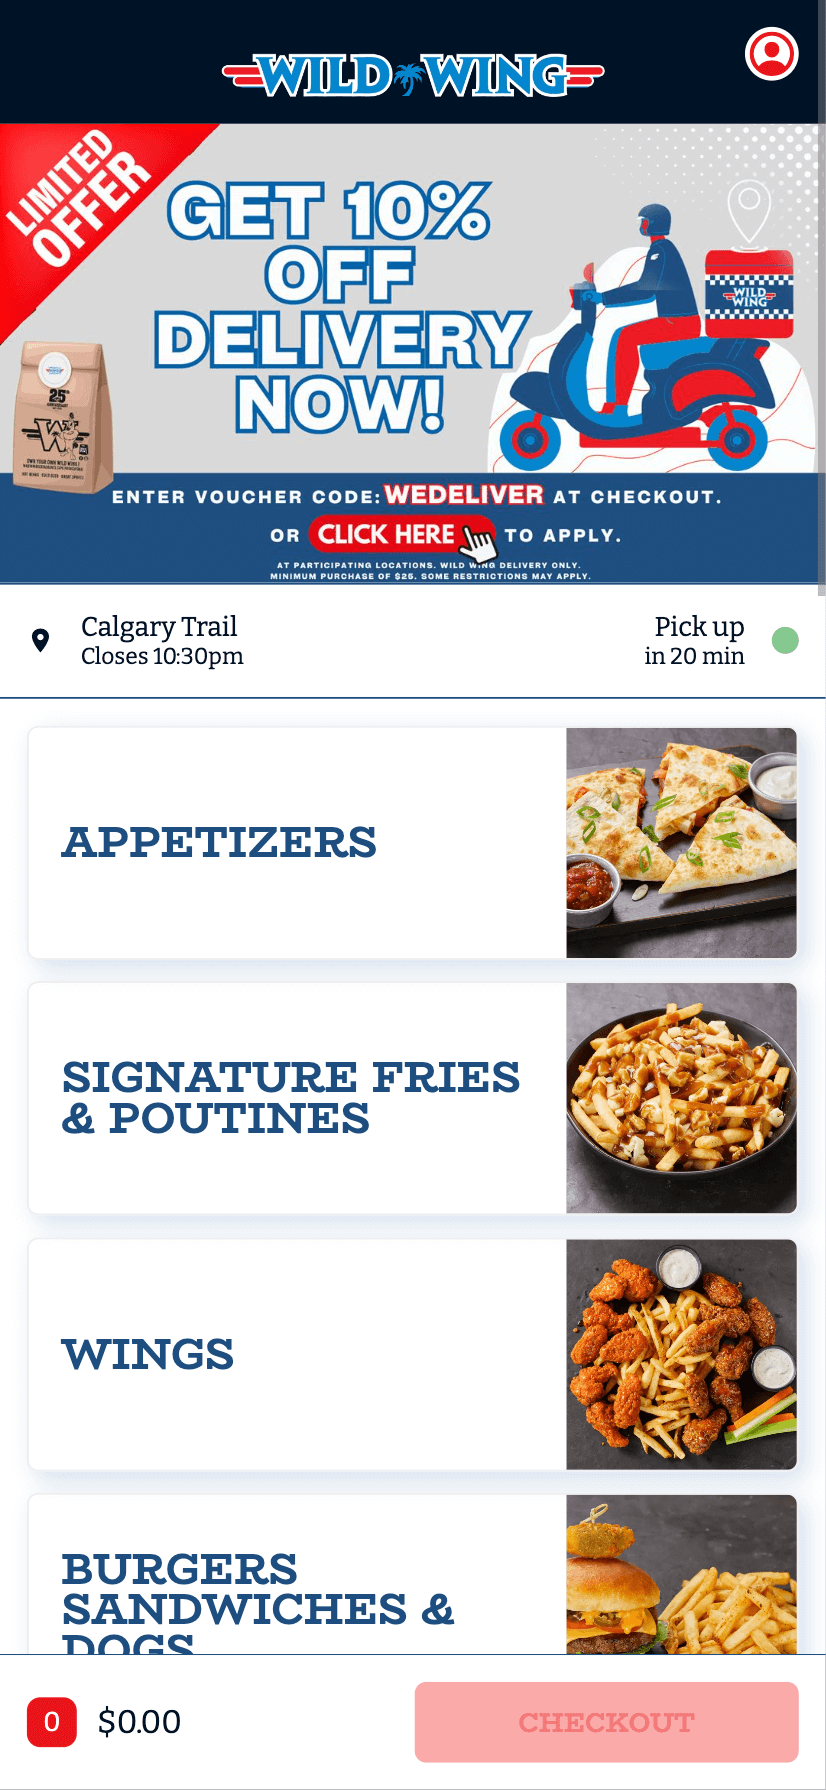 WILD WING
LIMITED
OFFER
GET 10%
OFF
DELIVERY
NOW!
WILD
WING
25
ENTER VOUCHER CODE: WEDELIVER AT CHECKOUT.
OR CLICK HERE TO APPLY.
AT PARTICIPATING LOCATIONS. WILD WING DELIVERY ONLY.
MINIMUM PURCHASE OF $25. SOME RESTRICTIONS MAY APPLY.
Calgary Trail
Closes 10:30pm
Pick up
in 20 min
APPETIZERS
SIGNATURE FRIES
& POUTINES
WINGS
BURGERS
SANDWICHES &
DOGS
0
$0.00
CHECKOUT